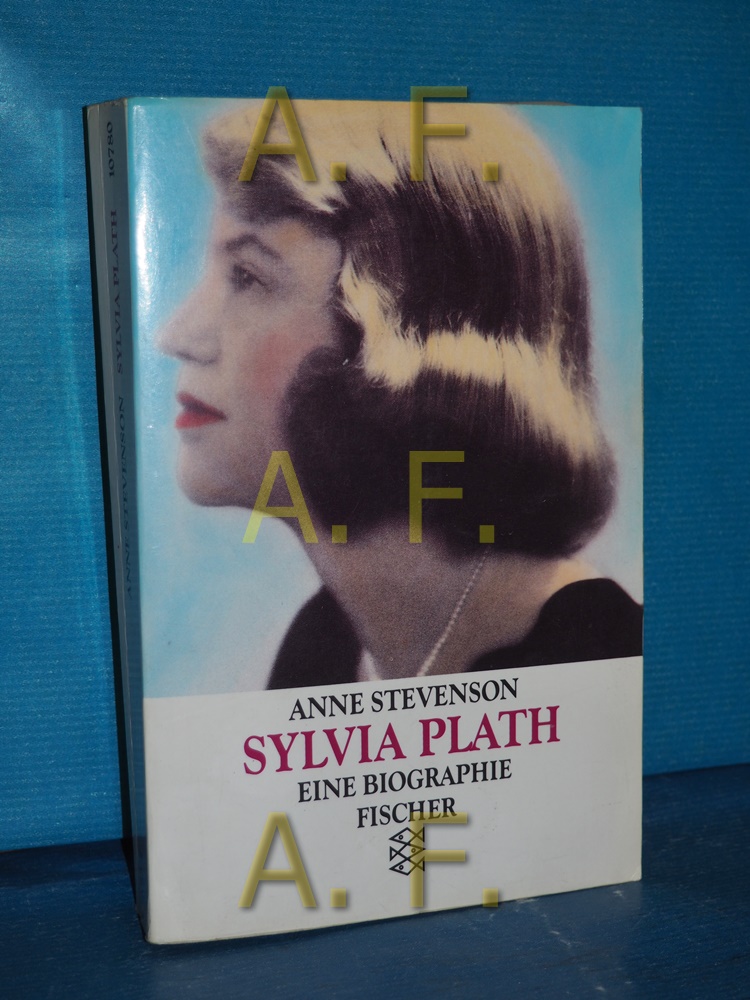 A. F.
10780
SYLVIA PLATH
ANNE STEVENSON
A. F.
ANNE STEVENSON
SYLVIA PLATH
EINE BIOGRAPHIE
FISCHER
A. F.